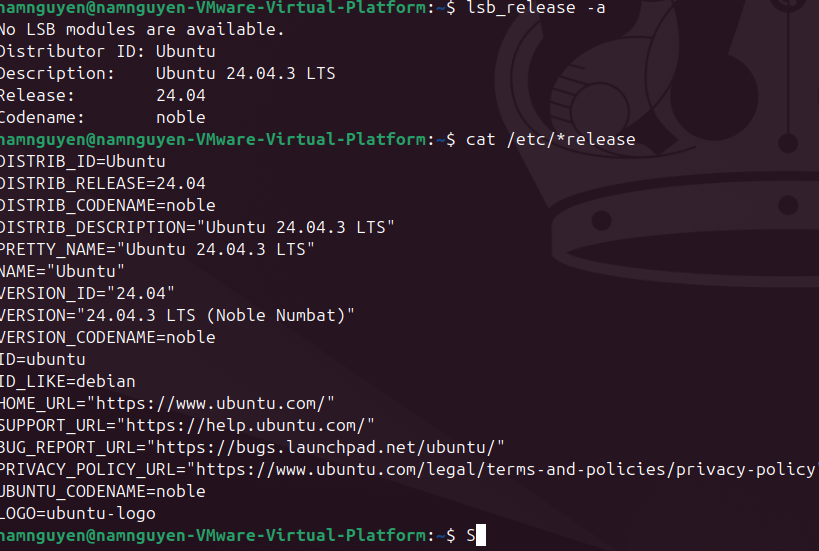 namnguyen@namnguyen-VMware-Virtual-Platform:~$ lsb_release -a
No LSB modules are available.
Distributor ID: Ubuntu
Description:    Ubuntu 24.04.3 LTS
Release:        24.04
Codename:       noble
namnguyen@namnguyen-VMware-Virtual-Platform:~$ cat /etc/*release
DISTRIB_ID=Ubuntu
DISTRIB_RELEASE=24.04
DISTRIB_CODENAME=noble
DISTRIB_DESCRIPTION="Ubuntu 24.04.3 LTS"
PRETTY_NAME="Ubuntu 24.04.3 LTS"
NAME="Ubuntu"
VERSION_ID="24.04"
VERSION="24.04.3 LTS (Noble Numbat)"
VERSION_CODENAME=noble
ID=ubuntu
ID_LIKE=debian
HOME_URL="https://www.ubuntu.com/"
SUPPORT_URL="https://help.ubuntu.com/"
BUG_REPORT_URL="https://bugs.launchpad.net/ubuntu/"
PRIVACY_POLICY_URL="https://www.ubuntu.com/legal/terms-and-policies/privacy-policy"
UBUNTU_CODENAME=noble
LOGO=ubuntu-logo
namnguyen@namnguyen-VMware-Virtual-Platform:~$ S